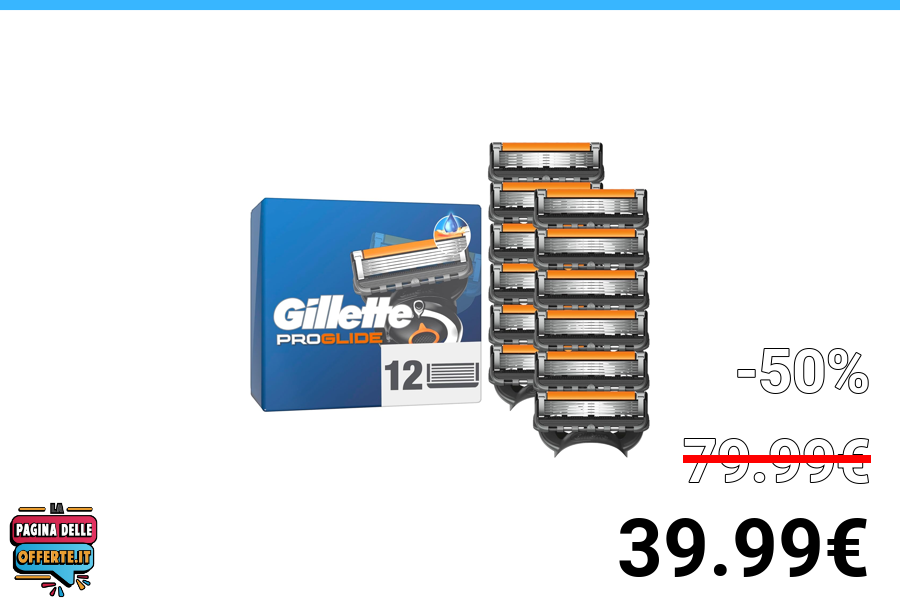 Gillette
PROGLIDE
12
-50%
79.99€
39.99€
LA
PAGINA DELLE
OFFERTE.IT